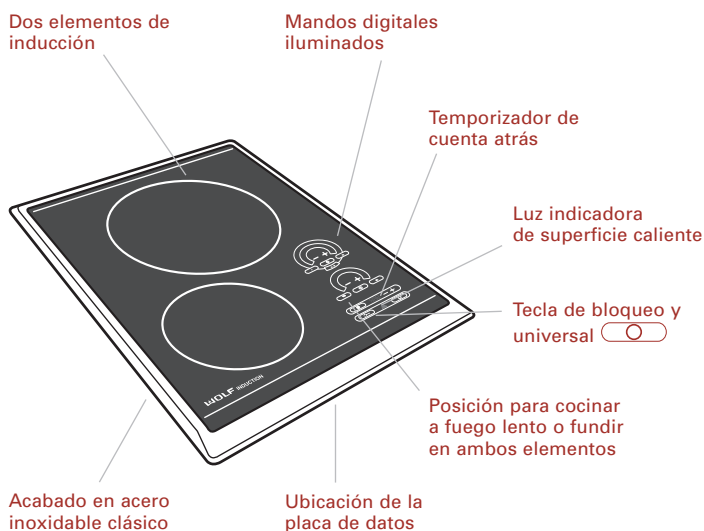 Dos elementos de
inducción
Mandos digitales
iluminados
Temporizador de
cuenta atrás
Luz indicadora
de superficie caliente
Tecla de bloqueo y
universal
Posición para cocinar
a fuego lento o fundir
en ambos elementos
WOLF INDUCTION
Acabado en acero
inoxidable clásico
Ubicación de la
placa de datos